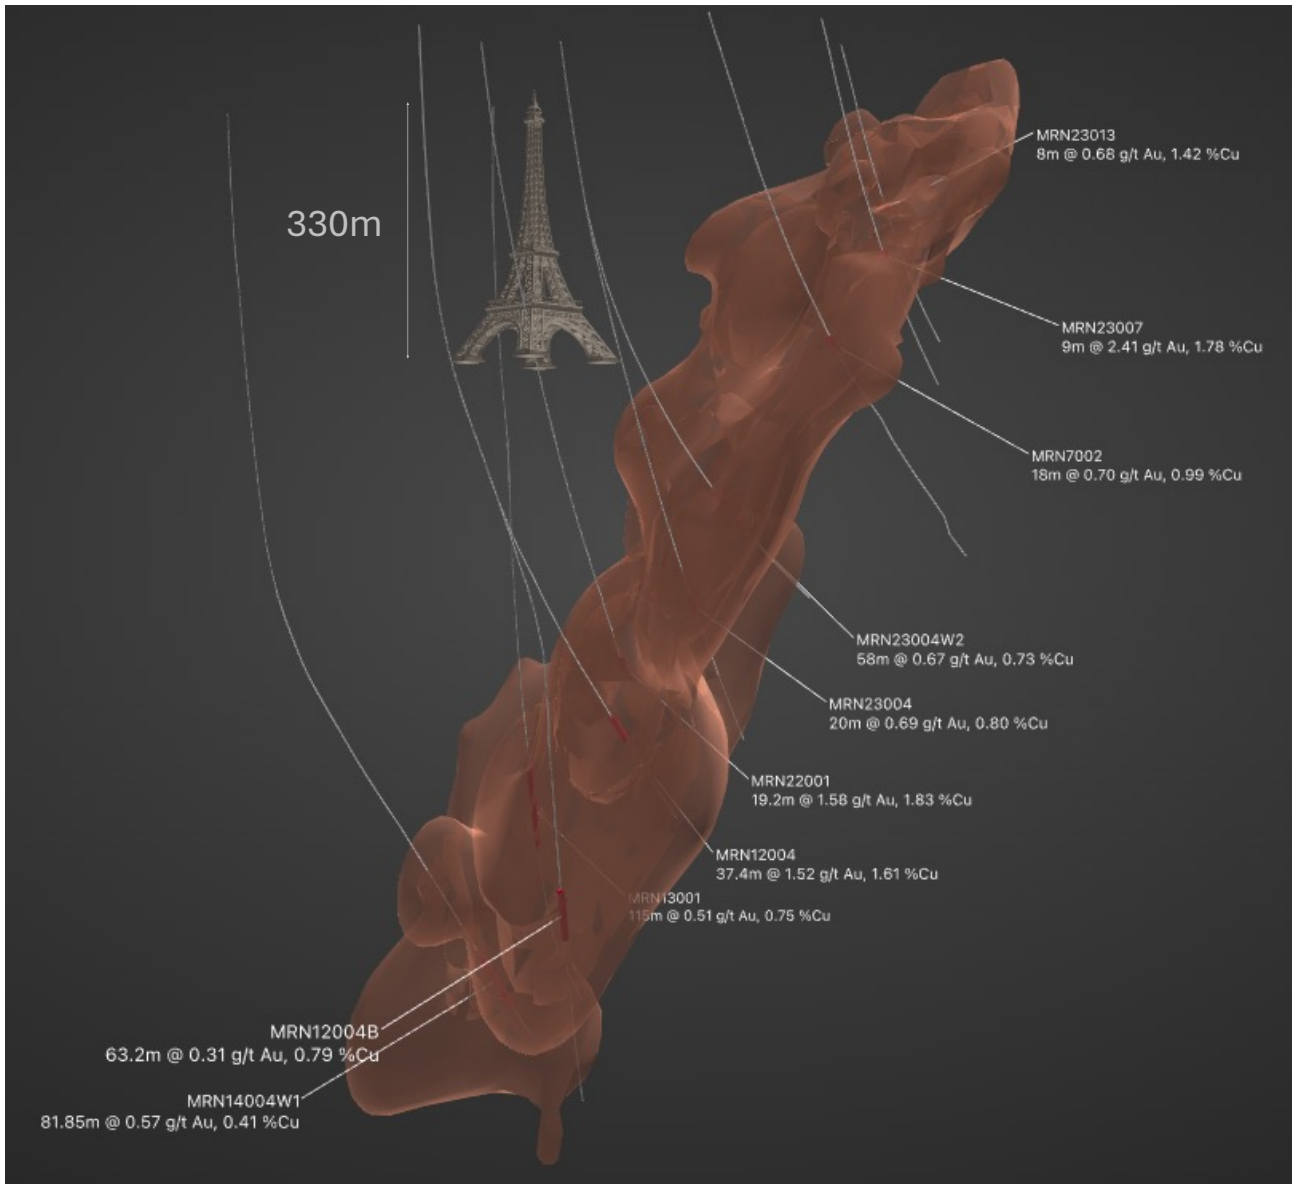 MRN23013
8m @ 0.68 g/t Au, 1.42 %Cu
330m
MRN23007
9m @ 2.41 g/t Au, 1.78 %Cu
MRN7002
18m @ 0.70 g/t Au, 0.99 %Cu
MRN23004W2
58m @ 0.67 g/t Au, 0.73 %Cu
MRN23004
20m @ 0.69 g/t Au, 0.80 %Cu
MRN22001
19.2m @ 1.58 g/t Au, 1.83 %Cu
MRN12004
37.4m @ 1.52 g/t Au, 1.61 %Cu
MRN13001
115m @ 0.51 g/t Au, 0.75 %Cu
MRN12004B
63.2m @ 0.31 g/t Au, 0.79 %Cu
MRN14004W1
81.85m @ 0.57 g/t Au, 0.41 %Cu